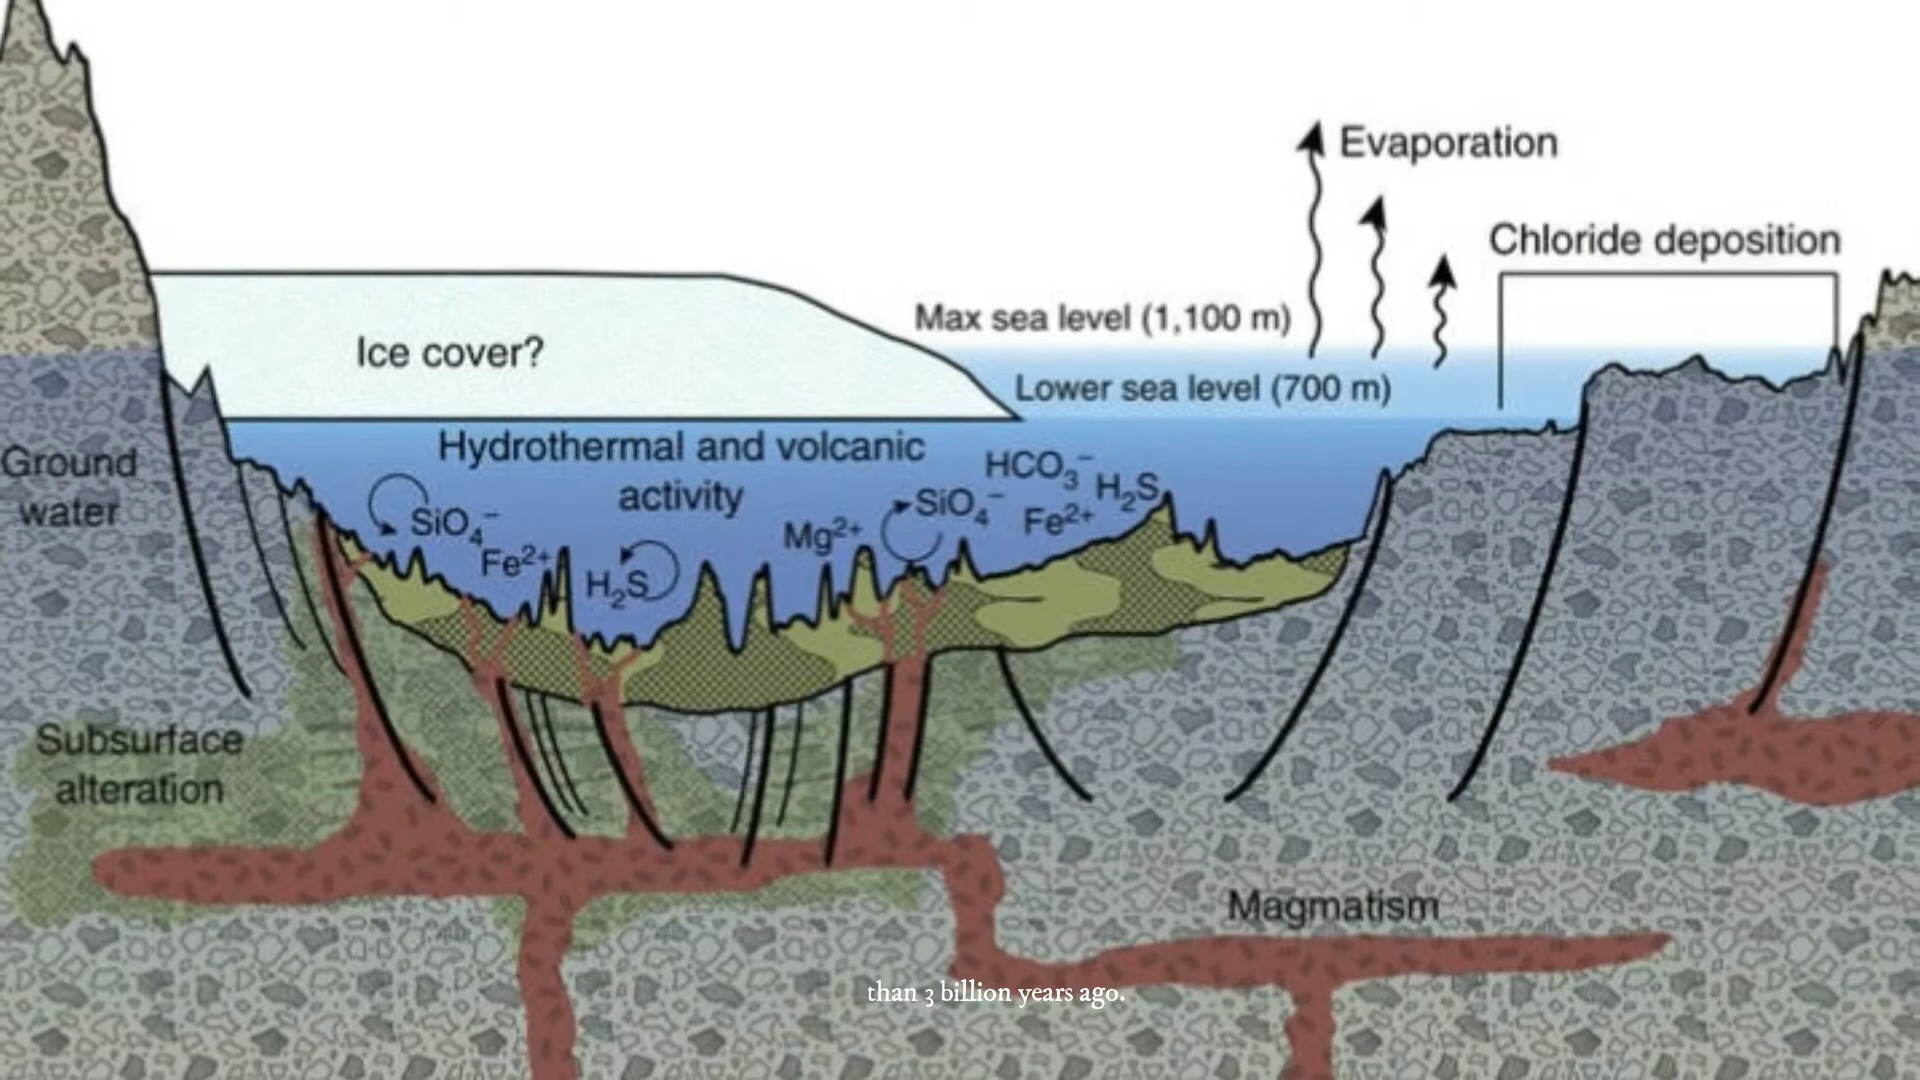 Evaporation
Chloride deposition
Max sea level (1,100 m)
Ice cover?
Lower sea level (700 m)
Hydrothermal and volcanic
activity
Ground
water
HCO₃⁻
H₂S
SiO₄⁻
SiO₄⁻
Fe²⁺
Mg²⁺
Fe²⁺
H₂S
Subsurface
alteration
Magmatism
than 3 billion years ago.